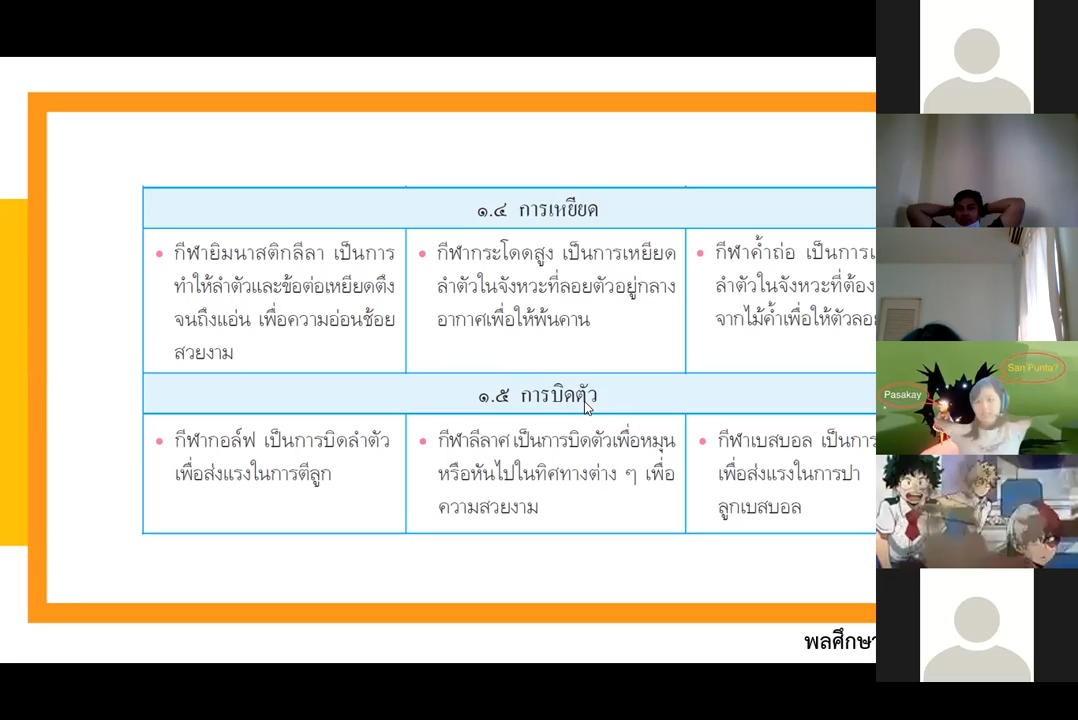 ๑.๔ การเหยียด
กีฬายิมนาสติกลีลา เป็นการ
ทำให้ลำตัวและข้อต่อเหยียดตึง
จนถึงแอ่น เพื่อความอ่อนช้อย
สวยงาม
กีฬากระโดดสูง เป็นการเหยียด
ลำตัวในจังหวะที่ลอยตัวอยู่กลาง
อากาศเพื่อให้พ้นคาน
กีฬาค้ำถ่อ เป็นการ
ลำตัวในจังหวะที่ต้อง
จากไม้ค้ำเพื่อให้ตัว
๑.๕ การบิดตัว
กีฬากอล์ฟ เป็นการบิดลำตัว
เพื่อส่งแรงในการตีลูก
กีฬาลีลาศ เป็นการบิดตัวเพื่อหมุน
หรือหันไปในทิศทางต่าง ๆ เพื่อ
ความสวยงาม
กีฬาเบสบอล เป็นการ
เพื่อส่งแรงในการปา
ลูกเบสบอล
พลศึกษา
San Punta?
Pasakay